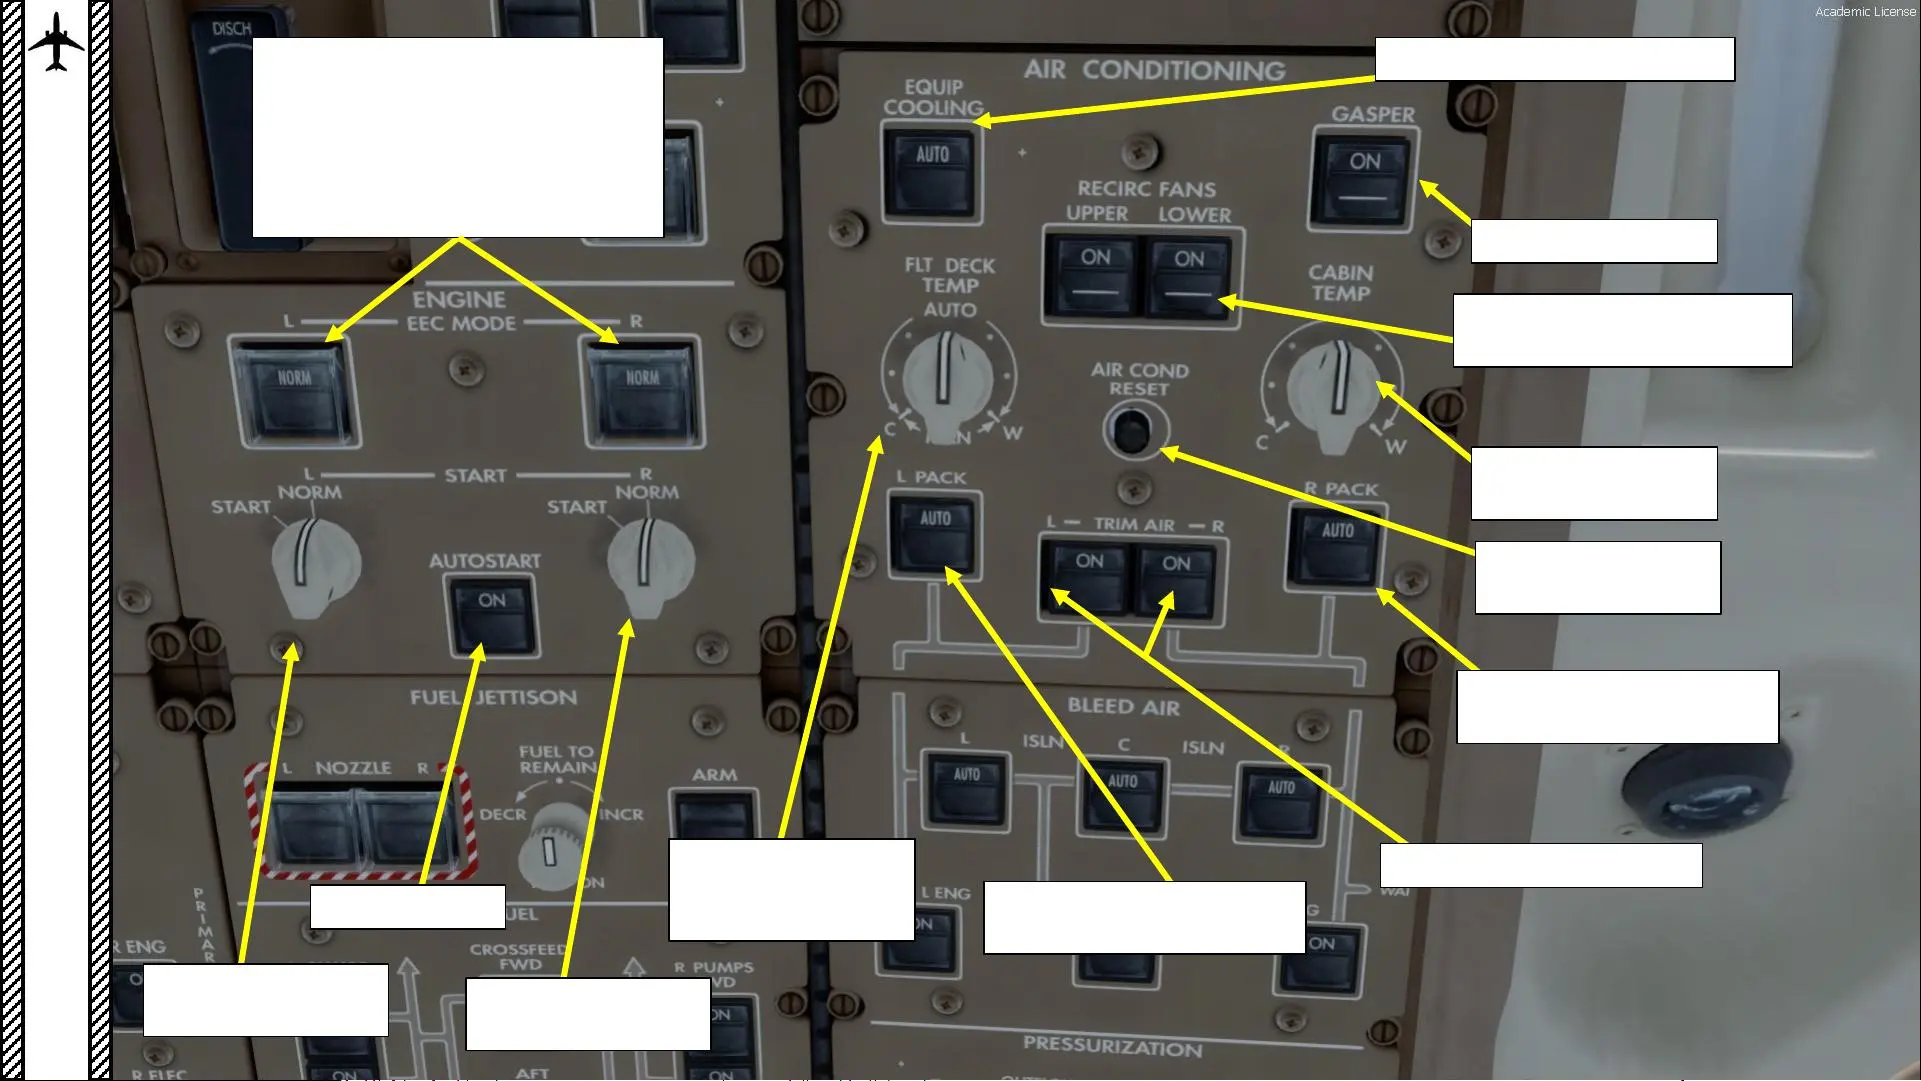 Academic License
DISCH
AIR CONDITIONING
EQUIP
COOLING
AUTO
GASPER
ON
RECIRC FANS
UPPER LOWER
ON ON
FLT DECK
TEMP
AUTO
C W
CABIN
TEMP
C W
AIR COND
RESET
ENGINE
L EEC MODE R
NORM NORM
L START R
START NORM
START NORM
AUTOSTART
ON
L PACK
AUTO
R PACK
AUTO
L TRIM AIR R
ON ON
FUEL JETTISON
L NOZZLE R
FUEL TO
REMAIN
DECR INCR
ARM
BLEED AIR
L ISLN C ISLN R
AUTO AUTO AUTO
L ENG
ON
ON
PRIMAR
R ENG
CROSSFEED
FWD
R PUMPS
ON
R ELEC
ON
AFT
ON
PRESSURIZATION